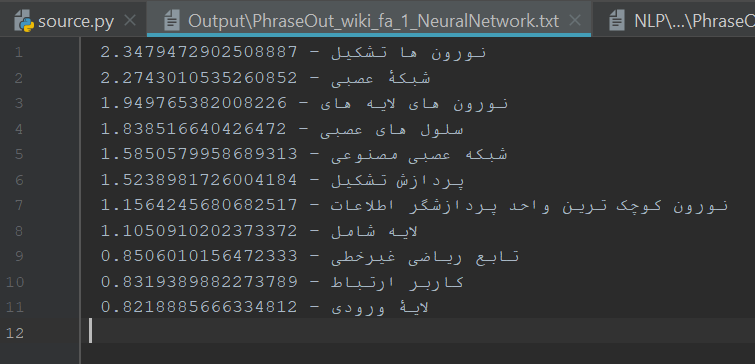 source.py
Output\PhraseOut_wiki_fa_1_NeuralNetwork.txt
NLP\...\PhraseO
1 2.3479472902508887 - نورون ها تشکیل
2 2.2743010535260852 - شبکهٔ عصبی
3 1.949765382008226 - نورون های لایه های
4 1.838516640426472 - سلول های عصبی
5 1.5850579958689313 - شبکه عصبی مصنوعی
6 1.5238981726004184 - پردازش تشکیل
7 1.1564245680682517 - نورون کوچک ترین واحد پردازشگر اطلاعات
8 1.1050910202373372 - لایه شامل
9 0.8506010156472333 - تابع ریاضی غیرخطی
10 0.8319389882273789 - کاربر ارتباط
11 0.8218885666334812 - لایهٔ ورودی
12